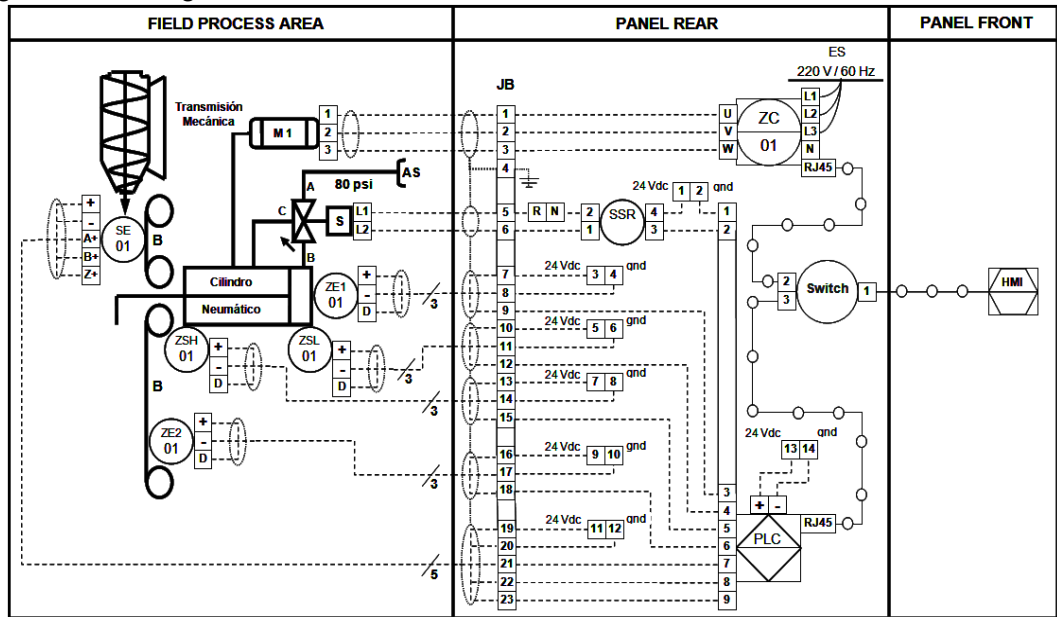 FIELD PROCESS AREA
PANEL REAR
PANEL FRONT
ES
220 V / 60 Hz
JB
Transmisión
Mecánica
M 1
1
2
3
1
2
3
4
U
V
W
ZC
01
L1
L2
L3
N
RJ45
A
80 psi
AS
C
S
L1
L2
B
5
6
R N
2
1
SSR
4
3
24 Vdc 1 2 gnd
1
2
+
-
A+
B+
Z+
SE
01
B
Cilindro
Neumático
ZE1
01
+
-
D
3
7
8
9
24 Vdc 3 4 gnd
2
3
Switch
1
HMI
ZSH
01
+
-
D
ZSL
01
+
-
D
3
10
11
12
24 Vdc 5 6 gnd
B
3
13
14
15
24 Vdc 7 8 gnd
ZE2
01
+
-
D
3
16
17
18
24 Vdc 9 10 gnd
24 Vdc gnd
13 14
+ -
PLC
RJ45
3
4
5
6
7
8
9
5
19
20
21
22
23
24 Vdc 11 12 gnd